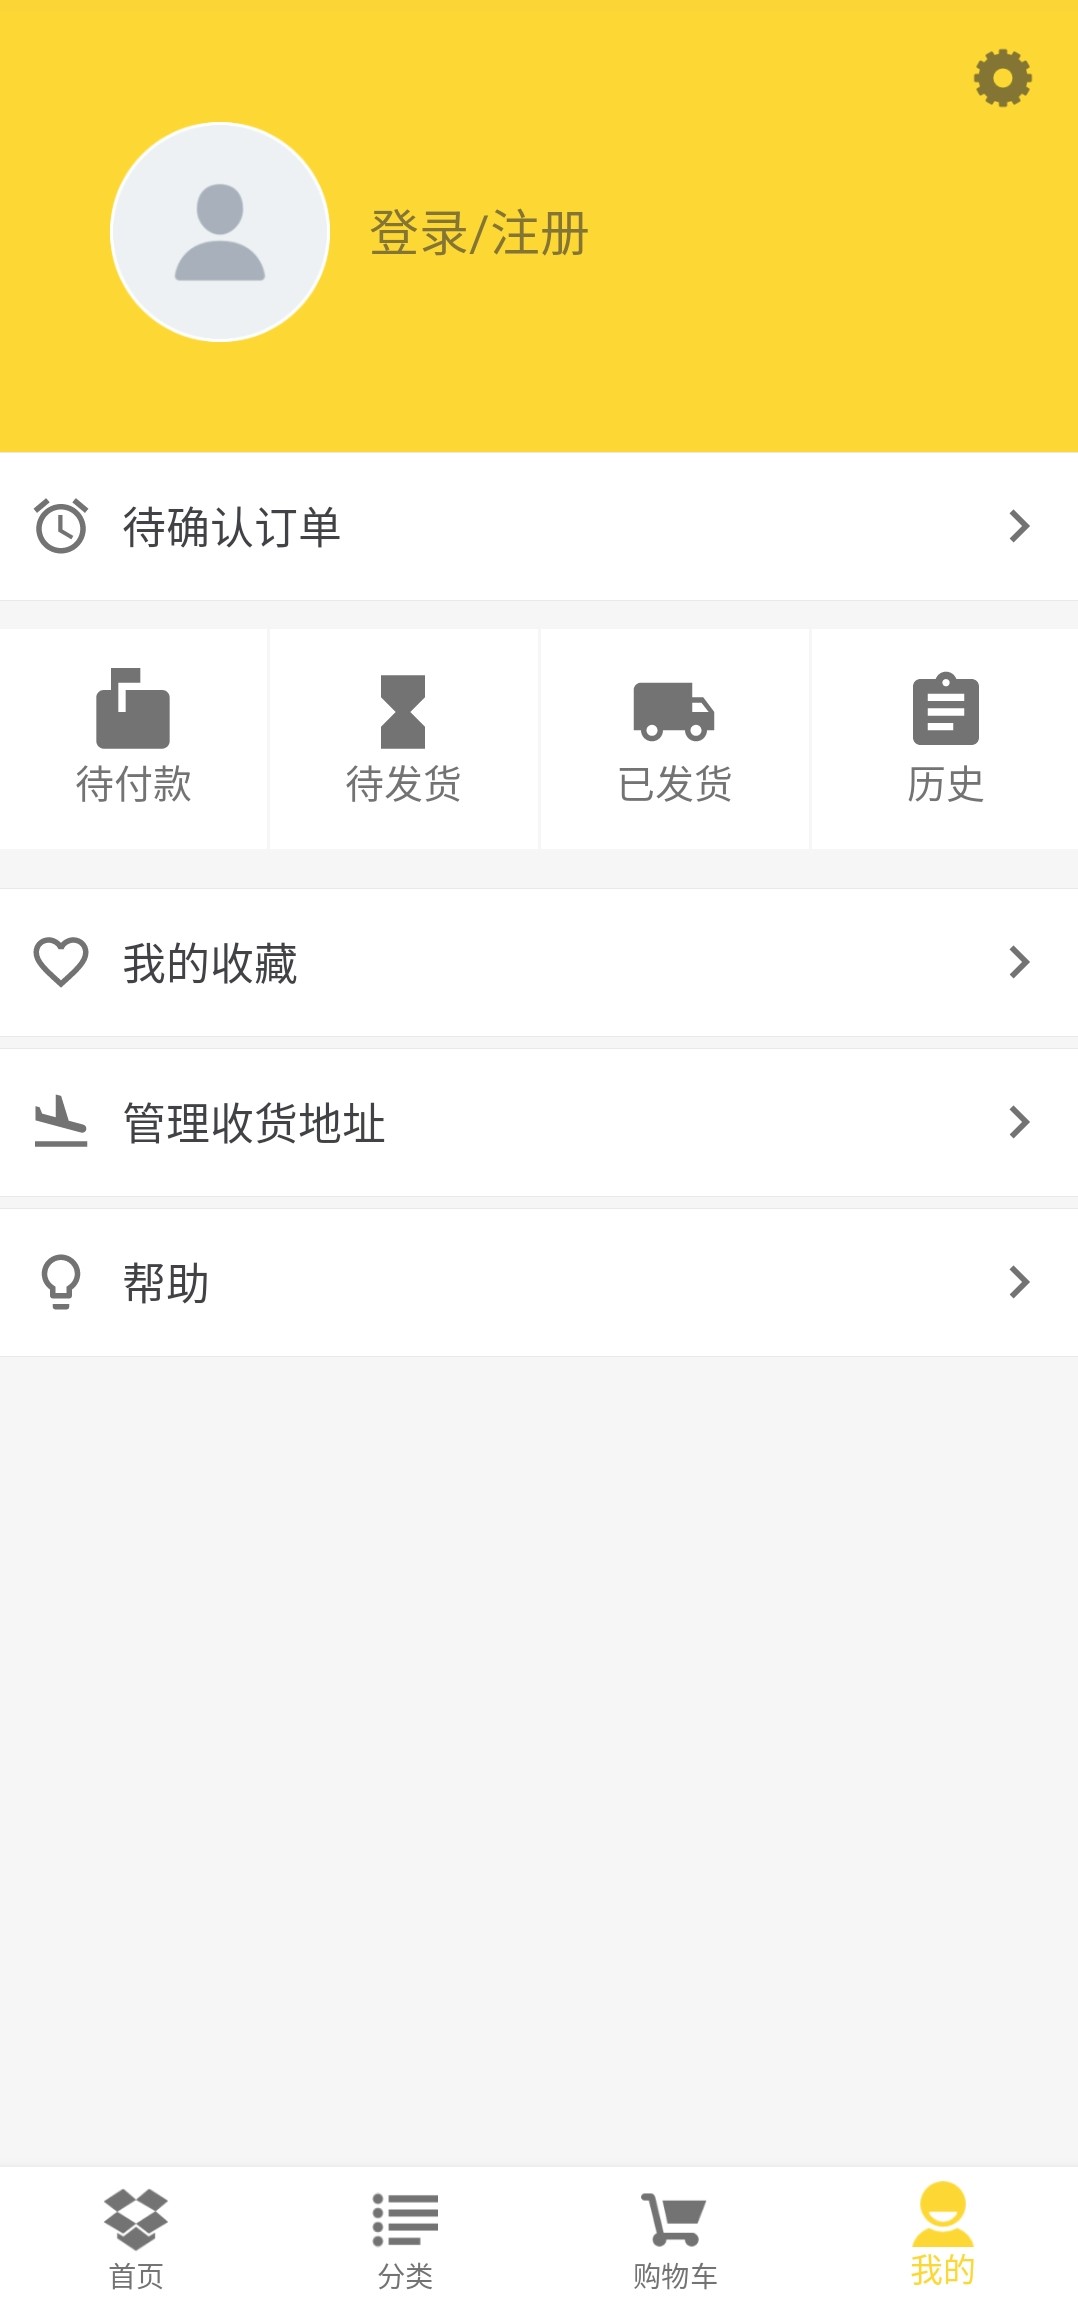 登录/注册
待确认订单
待付款
待发货
已发货
历史
我的收藏
管理收货地址
帮助
首页
分类
购物车
我的